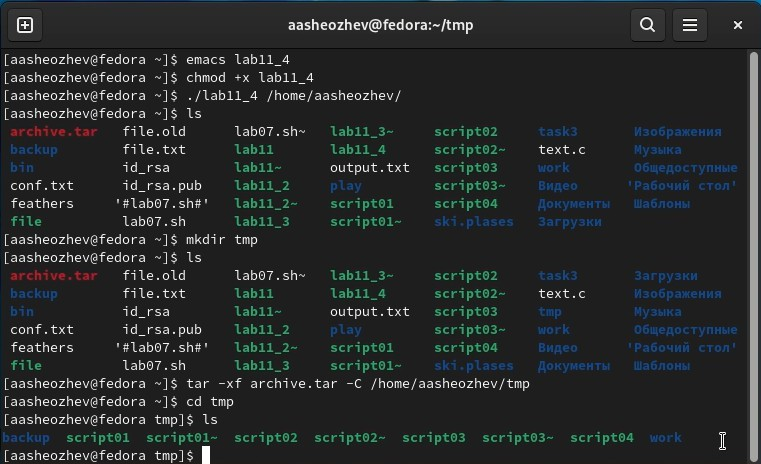 aasheozhev@fedora:~/tmp
[aasheozhev@fedora ~]$ emacs lab11_4
[aasheozhev@fedora ~]$ chmod +x lab11_4
[aasheozhev@fedora ~]$ ./lab11_4 /home/aasheozhev/
[aasheozhev@fedora ~]$ ls
archive.tar file.old lab07.sh~ lab11_3~ script02 task3 Изображения
backup file.txt lab11 lab11_4 script02~ text.c Музыка
bin id_rsa lab11~ output.txt script03 work Общедоступные
conf.txt id_rsa.pub lab11_2 play script03~ Видео 'Рабочий стол'
feathers '#lab07.sh#' lab11_2~ script01 script04 Документы Шаблоны
file lab07.sh lab11_3 script01~ ski.plases Загрузки
[aasheozhev@fedora ~]$ mkdir tmp
[aasheozhev@fedora ~]$ ls
archive.tar file.old lab07.sh~ lab11_3~ script02 task3 Загрузки
backup file.txt lab11 lab11_4 script02~ text.c Изображения
bin id_rsa lab11~ output.txt script03 tmp Музыка
conf.txt id_rsa.pub lab11_2 play script03~ work Общедоступные
feathers '#lab07.sh#' lab11_2~ script01 script04 Видео 'Рабочий стол'
file lab07.sh lab11_3 script01~ ski.plases Документы Шаблоны
[aasheozhev@fedora ~]$ tar -xf archive.tar -C /home/aasheozhev/tmp
[aasheozhev@fedora ~]$ cd tmp
[aasheozhev@fedora tmp]$ ls
backup script01 script01~ script02 script02~ script03 script03~ script04 work
[aasheozhev@fedora tmp]$